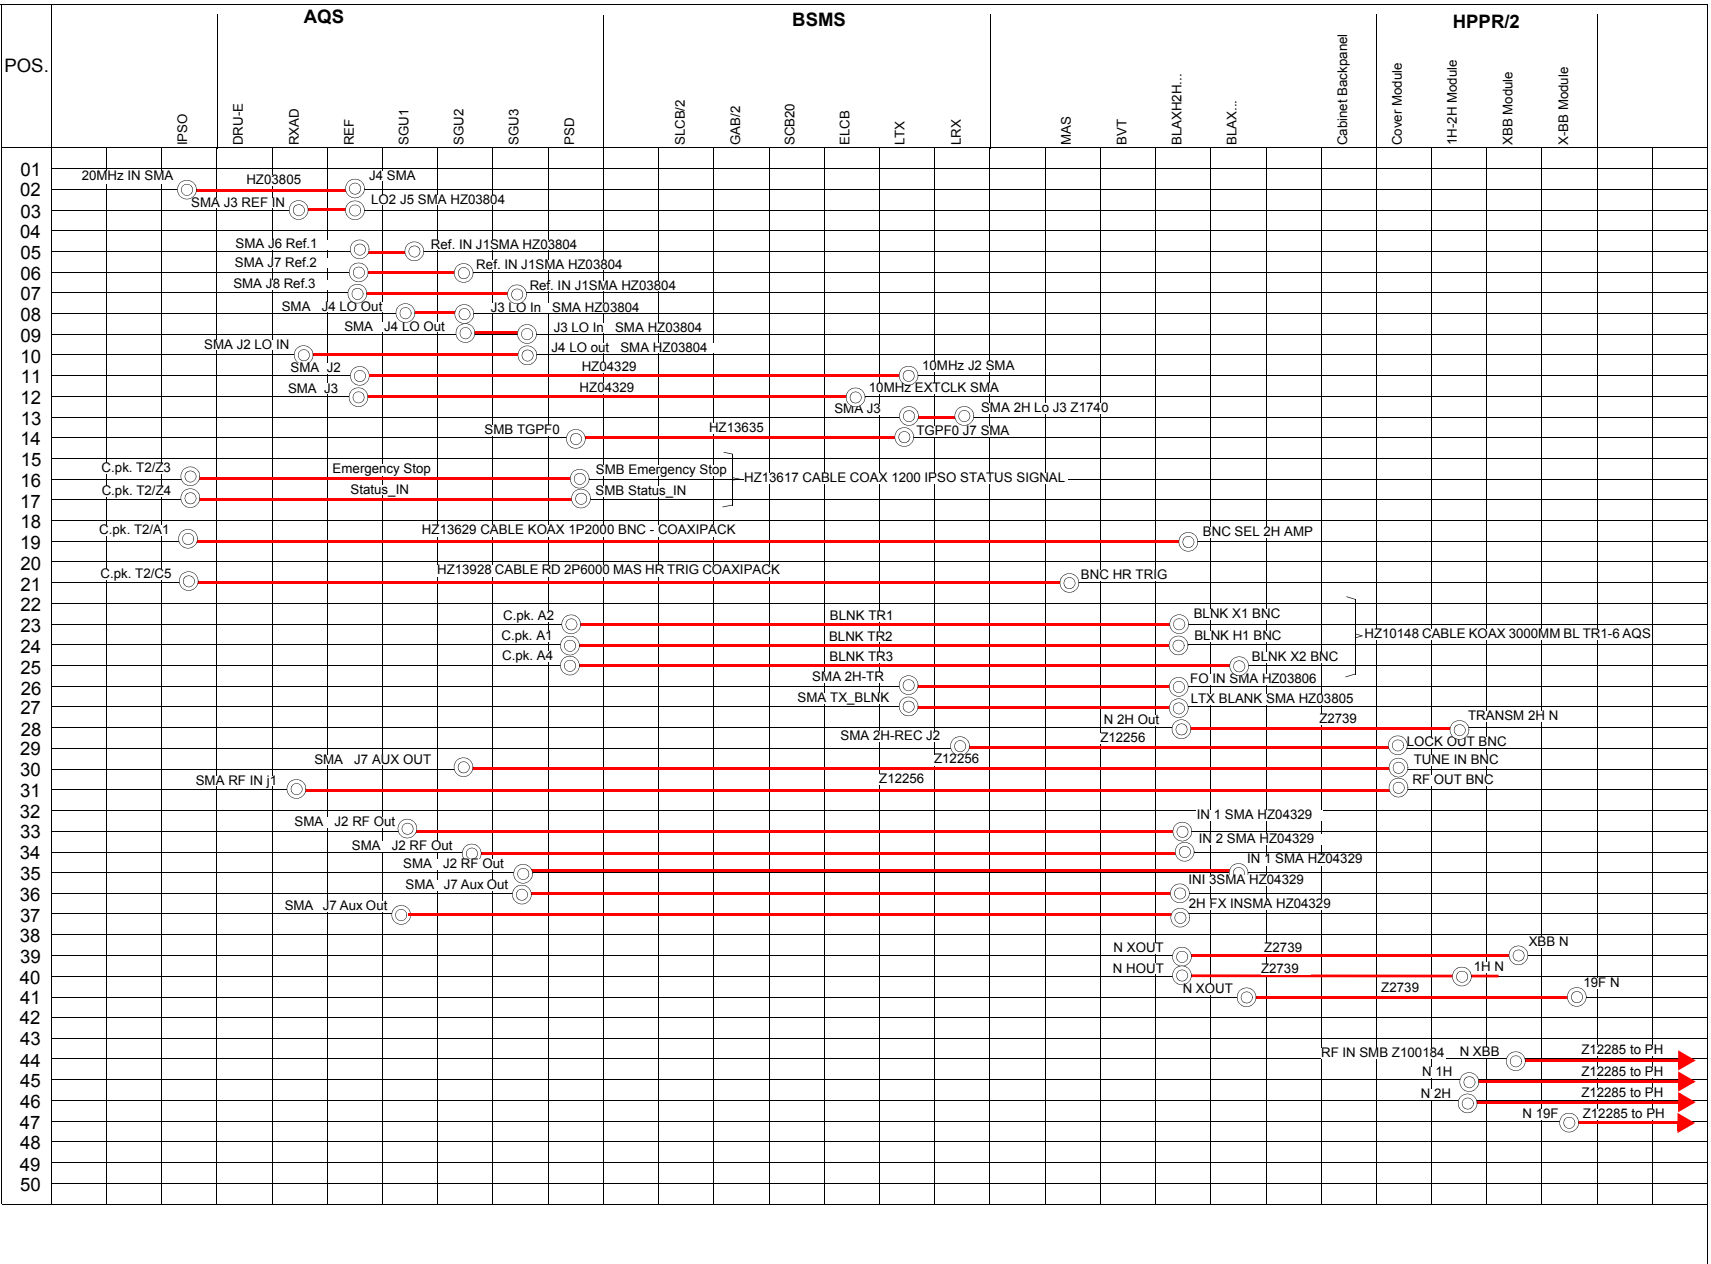 AQS BSMS HPPR/2
POS.
IPSO DRU-E RXAD REF SGU1 SGU2 SGU3 PSD SLCB/2 GAB/2 SCB20 ELCB LTX LRX MAS BVT BLAXH2H... BLAX... Cabinet Backpanel Cover Module 1H-2H Module XBB Module X-BB Module
01
20MHz IN SMA HZ03805 J4 SMA
02
SMA J3 REF IN LO2 J5 SMA HZ03804
03
04
SMA J6 Ref.1 Ref. IN J1SMA HZ03804
05
SMA J7 Ref.2 Ref. IN J1SMA HZ03804
06
SMA J8 Ref.3 Ref. IN J1SMA HZ03804
07
SMA J4 LO Out J3 LO In SMA HZ03804
08
SMA J4 LO Out J3 LO In SMA HZ03804
09
SMA J2 LO IN J4 LO out SMA HZ03804
10
SMA J2 HZ04329 10MHz J2 SMA
11
SMA J3 HZ04329 10MHz EXTCLK SMA
12
SMA J3 SMA 2H Lo J3 Z1740
13
SMB TGPF0 HZ13635 TGPF0 J7 SMA
14
15
C.pk. T2/Z3 Emergency Stop SMB Emergency Stop
16
HZ13617 CABLE COAX 1200 IPSO STATUS SIGNAL
C.pk. T2/Z4 Status_IN SMB Status_IN
17
18
C.pk. T2/A1 HZ13629 CABLE KOAX 1P2000 BNC - COAXIPACK BNC SEL 2H AMP
19
20
C.pk. T2/C5 HZ13928 CABLE RD 2P6000 MAS HR TRIG COAXIPACK BNC HR TRIG
21
22
C.pk. A2 BLNK TR1 BLNK X1 BNC
23
C.pk. A1 BLNK TR2 BLNK H1 BNC HZ10148 CABLE KOAX 3000MM BL TR1-6 AQS
24
C.pk. A4 BLNK TR3 BLNK X2 BNC
25
SMA 2H-TR FO IN SMA HZ03806
26
SMA TX_BLNK LTX BLANK SMA HZ03805
27
N 2H Out Z2739 TRANSM 2H N
28
SMA 2H-REC J2 Z12256 LOCK OUT BNC
29
SMA J7 AUX OUT Z12256 TUNE IN BNC
30
SMA RF IN j1 Z12256 RF OUT BNC
31
32
SMA J2 RF Out IN 1 SMA HZ04329
33
SMA J2 RF Out IN 2 SMA HZ04329
34
SMA J2 RF Out IN 1 SMA HZ04329
35
SMA J7 Aux Out INI 3SMA HZ04329
36
SMA J7 Aux Out 2H FX INSMA HZ04329
37
38
N XOUT Z2739 XBB N
39
N HOUT Z2739 1H N
40
N XOUT Z2739 19F N
41
42
43
RF IN SMB Z100184 N XBB Z12285 to PH
44
N 1H Z12285 to PH
45
N 2H Z12285 to PH
46
N 19F Z12285 to PH
47
48
49
50